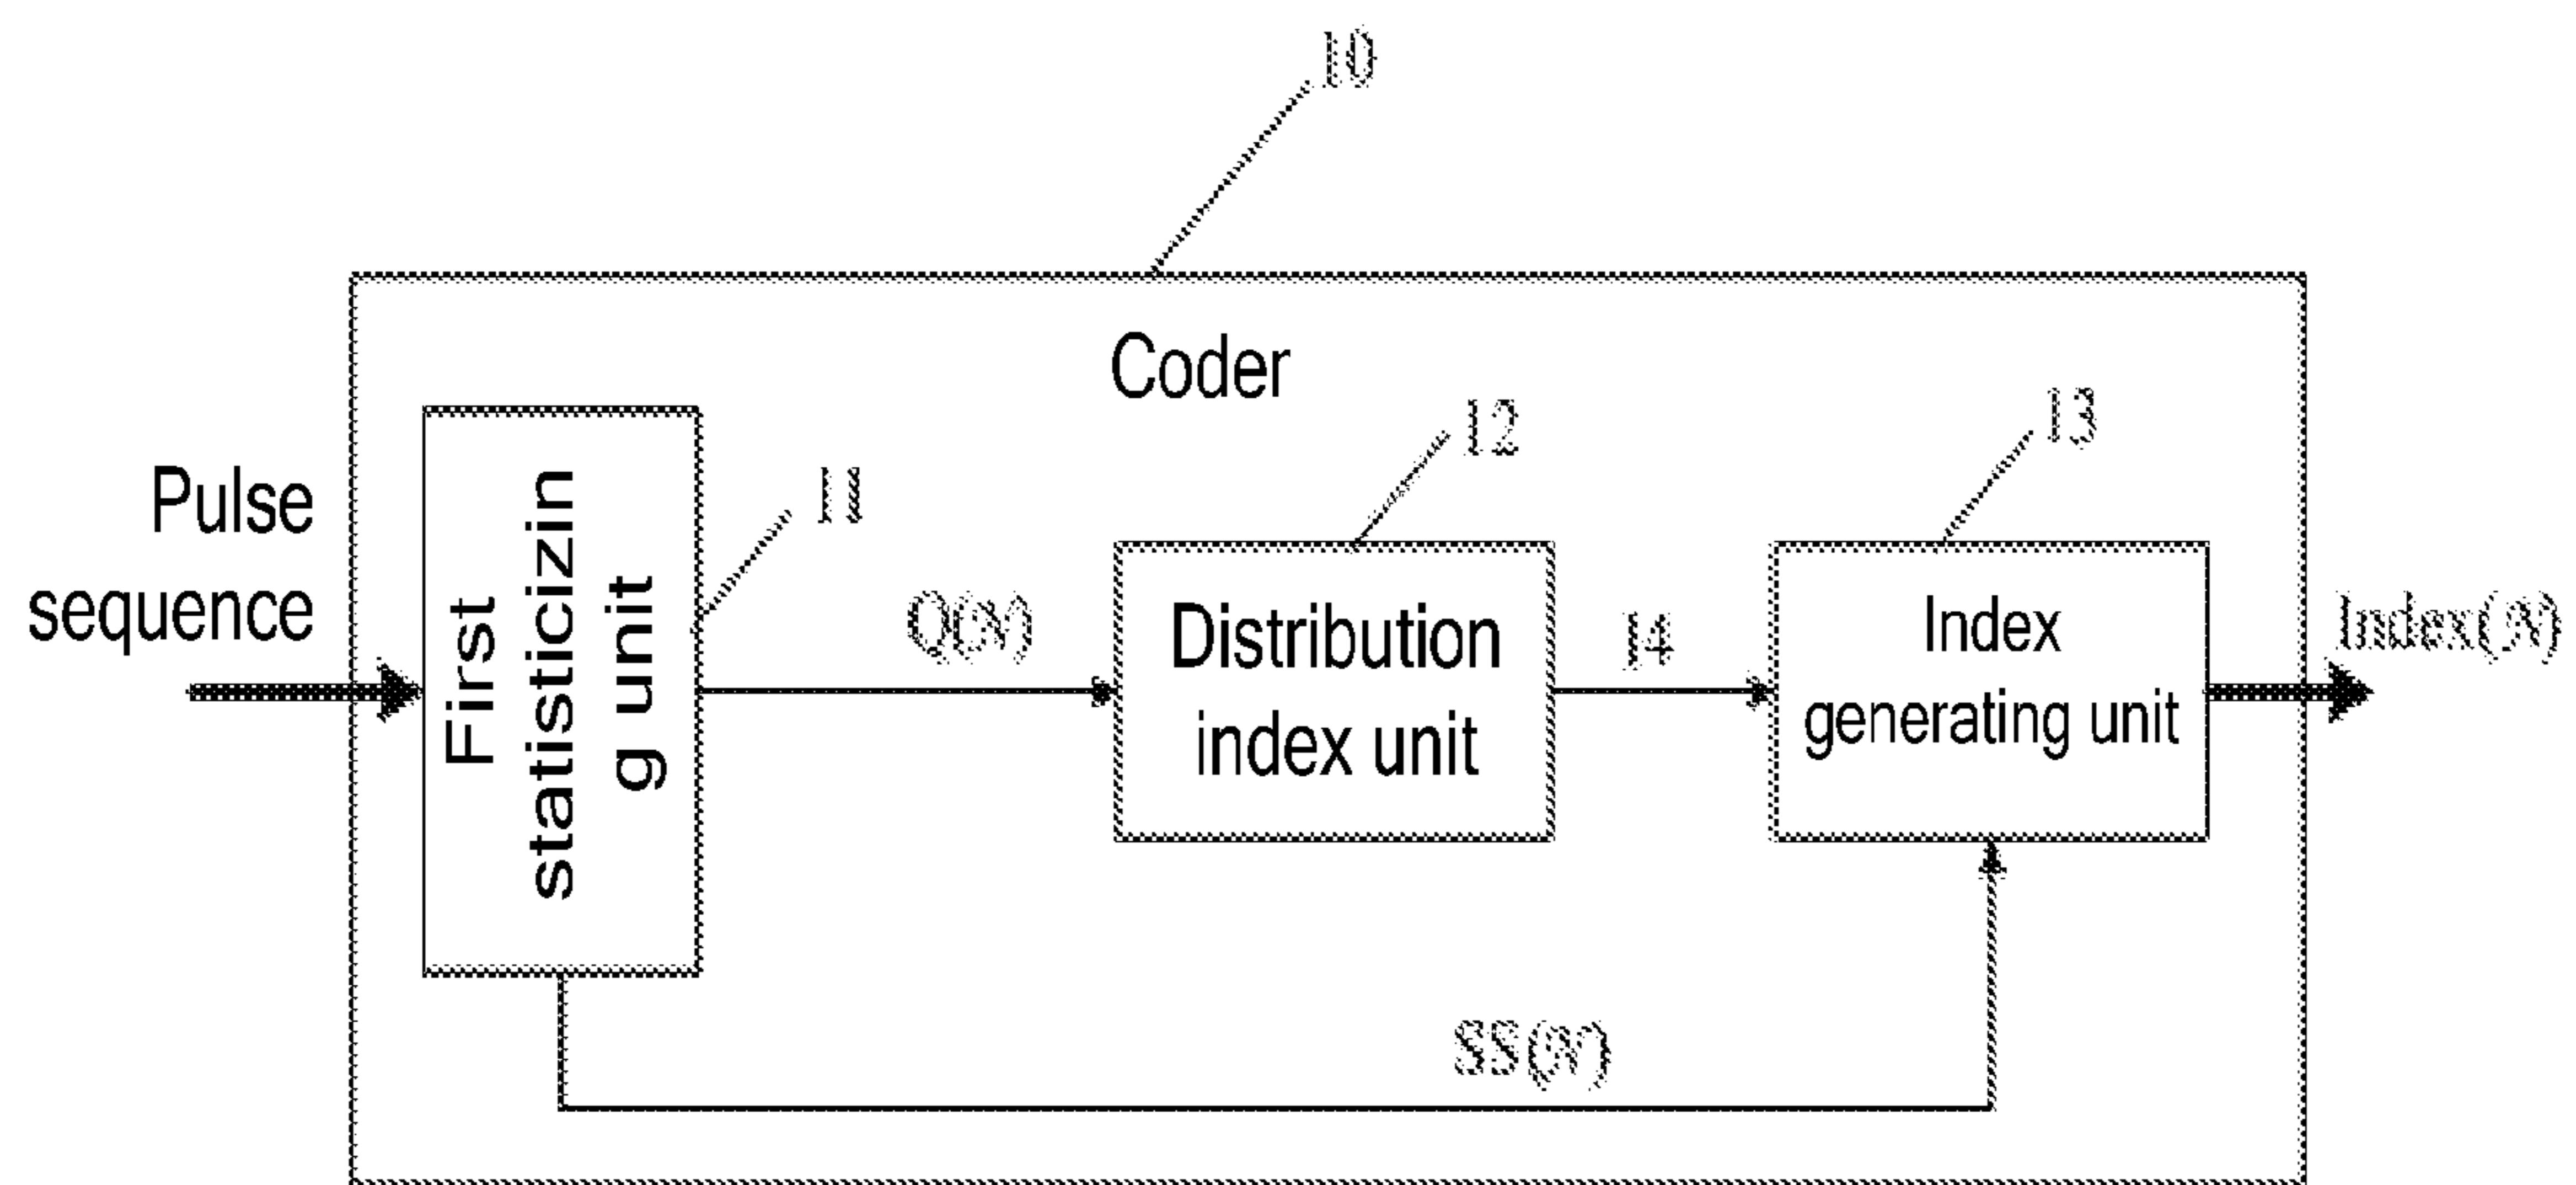 10
Coder
Pulse
sequence
First
statisticizin
g unit
11
Q(N)
12
Distribution
index unit
I4
13
Index
generating unit
Index(N)
SS(N)